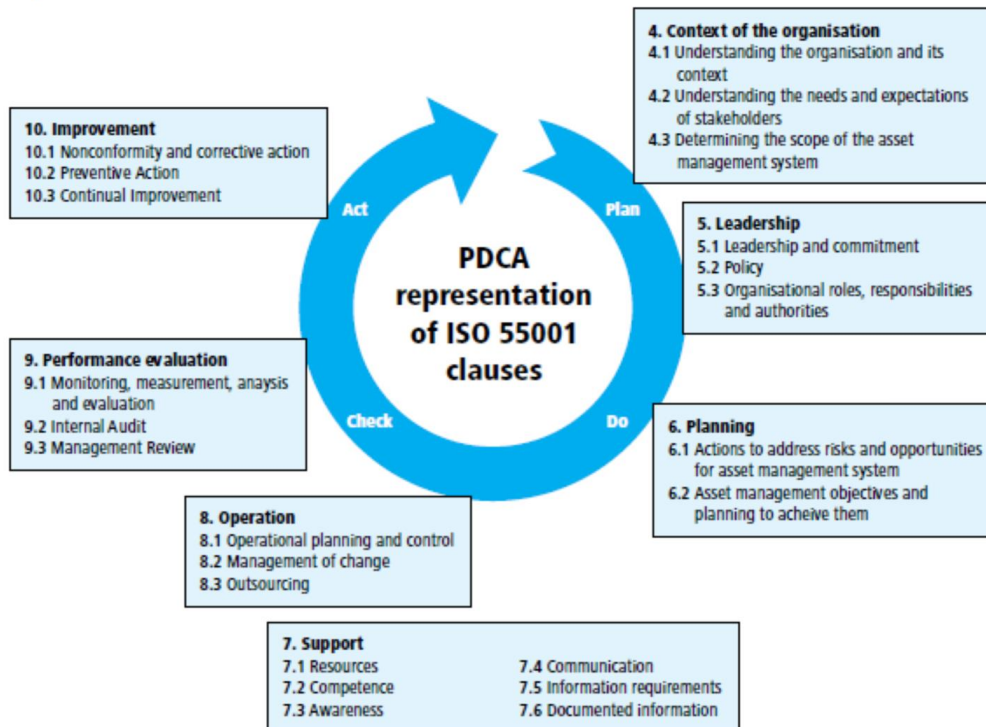 4. Context of the organisation
4.1 Understanding the organisation and its
context
4.2 Understanding the needs and expectations
of stakeholders
4.3 Determining the scope of the asset
management system
10. Improvement
10.1 Nonconformity and corrective action
10.2 Preventive Action
10.3 Continual Improvement
Act
Plan
5. Leadership
5.1 Leadership and commitment
5.2 Policy
5.3 Organisational roles, responsibilities
and authorities
PDCA
representation
of ISO 55001
clauses
9. Performance evaluation
9.1 Monitoring, measurement, anaysis
and evaluation
9.2 Internal Audit
9.3 Management Review
Check
Do
6. Planning
6.1 Actions to address risks and opportunities
for asset management system
6.2 Asset management objectives and
planning to acheive them
8. Operation
8.1 Operational planning and control
8.2 Management of change
8.3 Outsourcing
7. Support
7.1 Resources
7.2 Competence
7.3 Awareness
7.4 Communication
7.5 Information requirements
7.6 Documented information